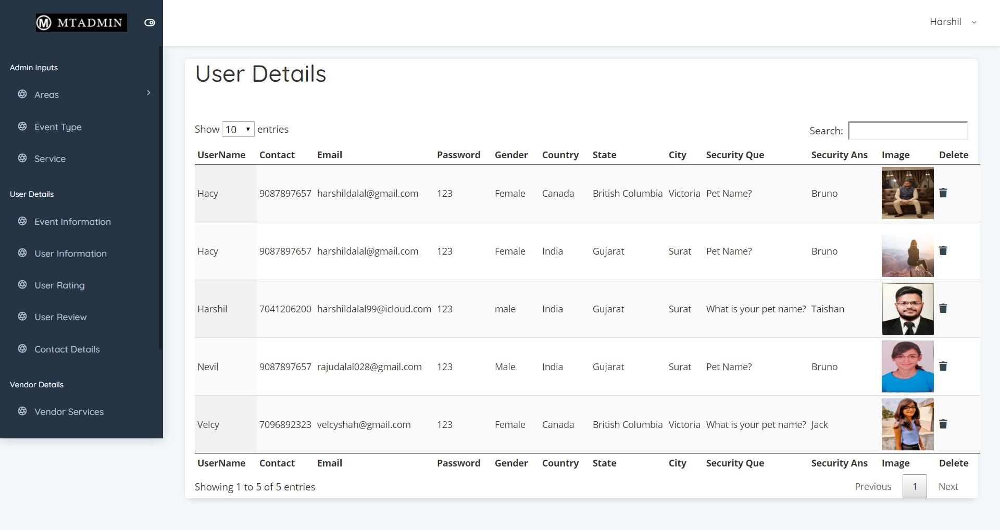 MTADMIN
Harshil
Admin Inputs
Areas
Event Type
Service
User Details
Event Information
User Information
User Rating
User Review
Contact Details
Vendor Details
Vendor Services
User Details
Show 10 entries
Search:
UserName Contact Email Password Gender Country State City Security Que Security Ans Image Delete
Hacy 9087897657 harshildalal@gmail.com 123 Female Canada British Columbia Victoria Pet Name? Bruno
Hacy 9087897657 harshildalal@gmail.com 123 Female India Gujarat Surat Pet Name? Bruno
Harshil 7041206200 harshildalal99@icloud.com 123 male India Gujarat Surat What is your pet name? Taishan
Nevil 9087897657 rajudalal028@gmail.com 123 Male India Gujarat Surat Pet Name? Bruno
Velcy 7096892323 velcyshah@gmail.com 123 Female Canada British Columbia Victoria What is your pet name? Jack
UserName Contact Email Password Gender Country State City Security Que Security Ans Image Delete
Showing 1 to 5 of 5 entries
Previous 1 Next